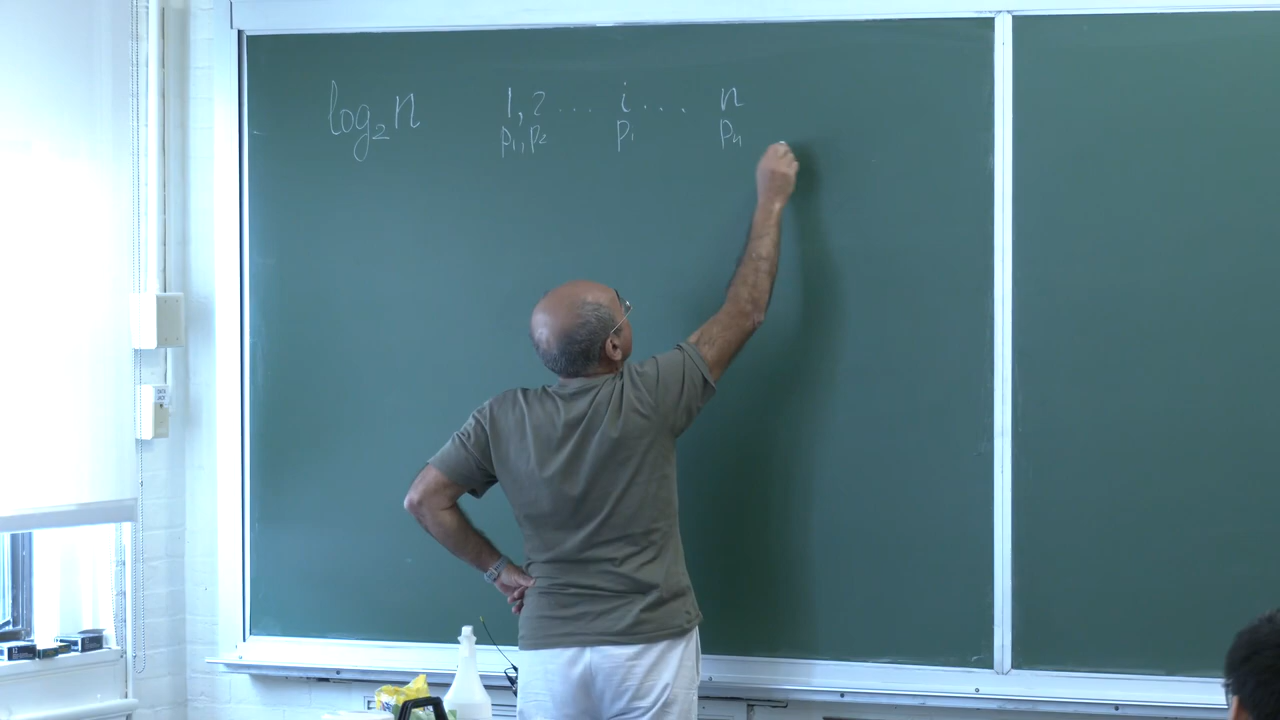 log₂n 1, 2 ... i ... n
p₁, p₂ pᵢ pₙ